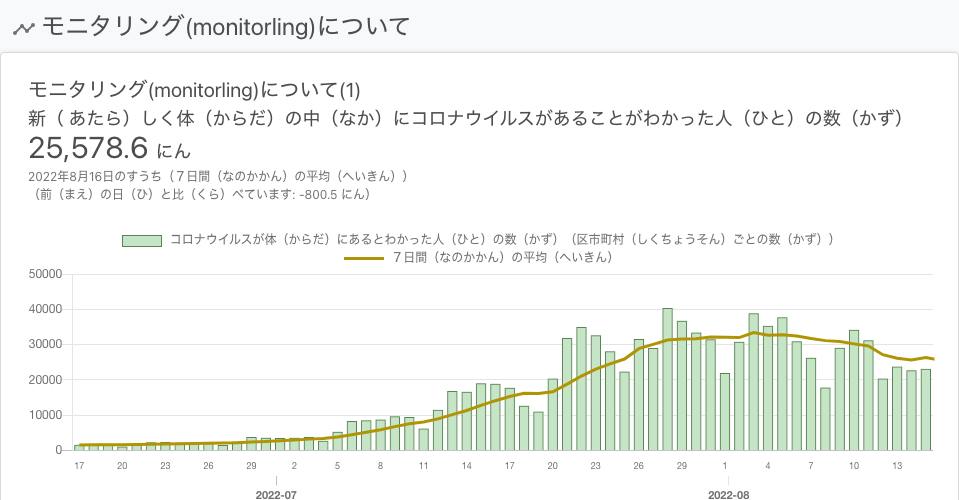 モニタリング(monitorling)について
モニタリング(monitorling)について(1)
新（ あたら）しく体（からだ）の中（なか）にコロナウイルスがあることがわかった人（ひと）の数（かず）
25,578.6 にん
2022年8月16日のすうち（７日間（なのかかん）の平均（へいきん））
（前（まえ）の日（ひ）と比（くら）べています: -800.5 にん）
コロナウイルスが体（からだ）にあるとわかった人（ひと）の数（かず）（区市町村（しくちょうそん）ごとの数（かず））
７日間（なのかかん）の平均（へいきん）
50000
40000
30000
20000
10000
0
17 20 23 26 29 2 5 8 11 14 17 20 23 26 29 1 4 7 10 13
2022-07 2022-08